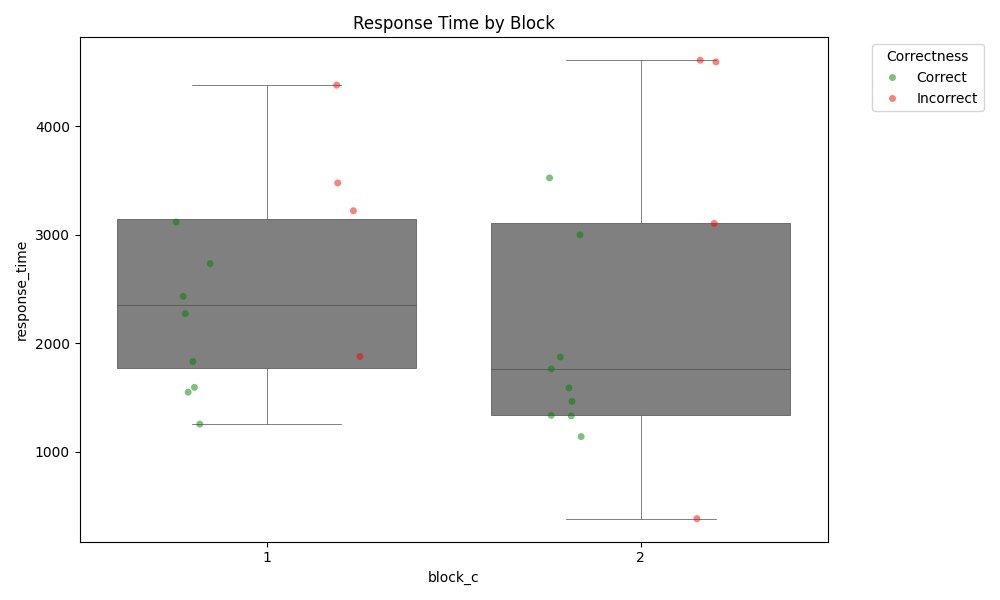 Response Time by Block
Correctness
Correct
Incorrect
response_time
4000
3000
2000
1000
1
2
block_c